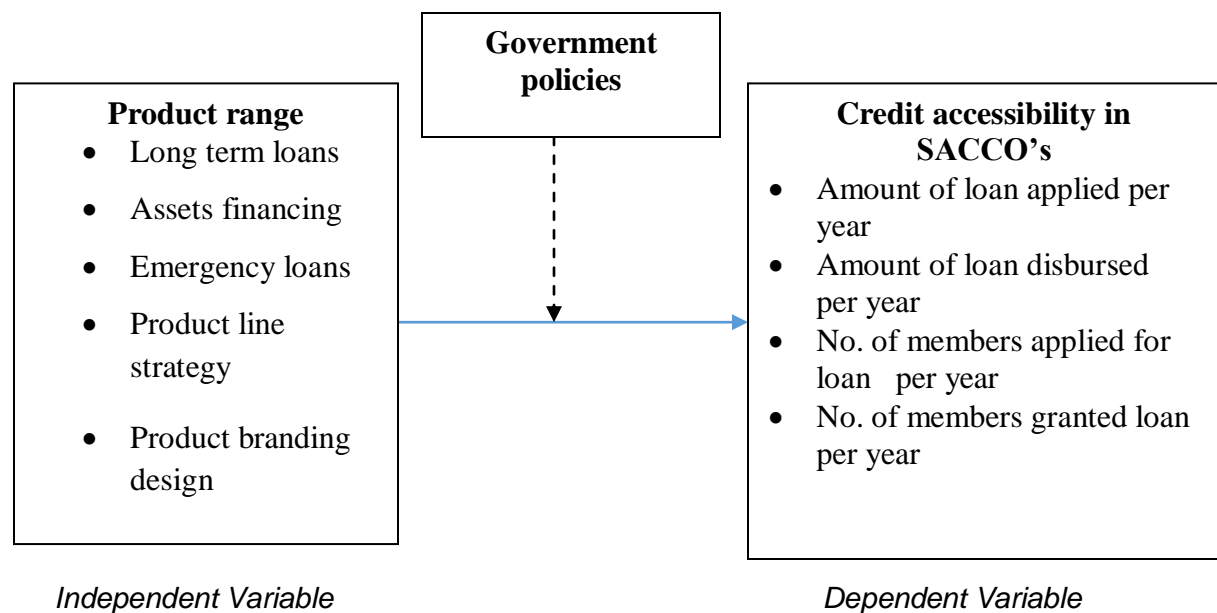 Government
policies
Product range
• Long term loans
• Assets financing
• Emergency loans
• Product line
strategy
• Product branding
design
Credit accessibility in
SACCO’s
• Amount of loan applied per
year
• Amount of loan disbursed
per year
• No. of members applied for
loan per year
• No. of members granted loan
per year
Independent Variable
Dependent Variable